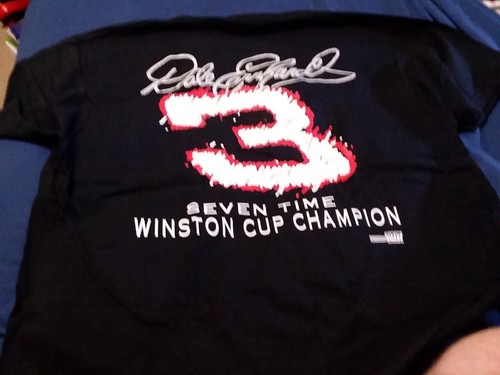 Dale Earnhardt
3
SEVEN TIME
WINSTON CUP CHAMPION